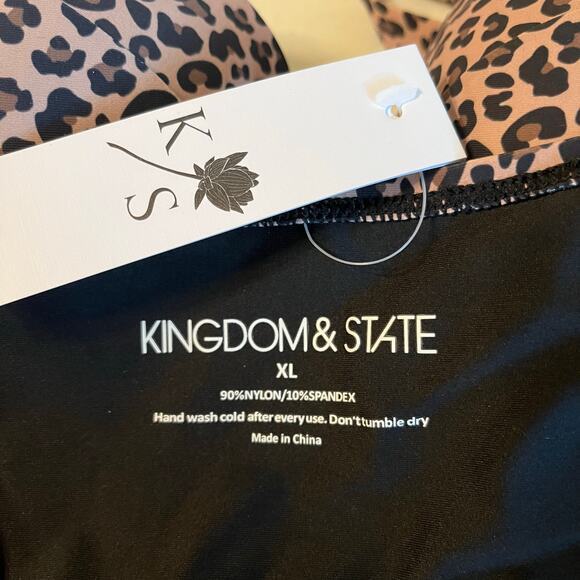 K S
KINGDOM & STATE
XL
90%NYLON/10%SPANDEX
Hand wash cold after every use. Don't tumble dry
Made in China